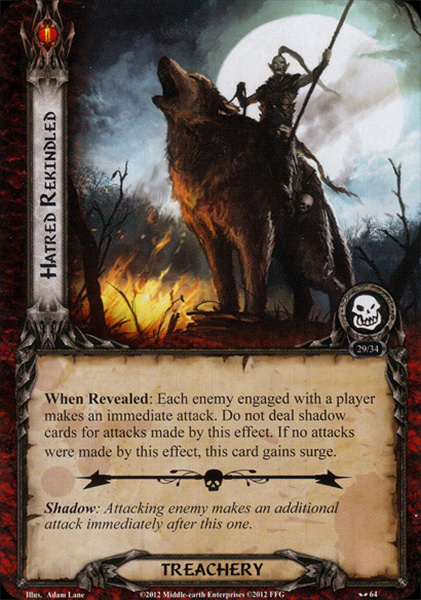 HATRED REKINDLED
29/34
When Revealed: Each enemy engaged with a player
makes an immediate attack. Do not deal shadow
cards for attacks made by this effect. If no attacks
were made by this effect, this card gains surge.
Shadow: Attacking enemy makes an additional
attack immediately after this one.
TREACHERY
Illus. Adam Lane
©2012 Middle-earth Enterprises ©2012 FFG
64